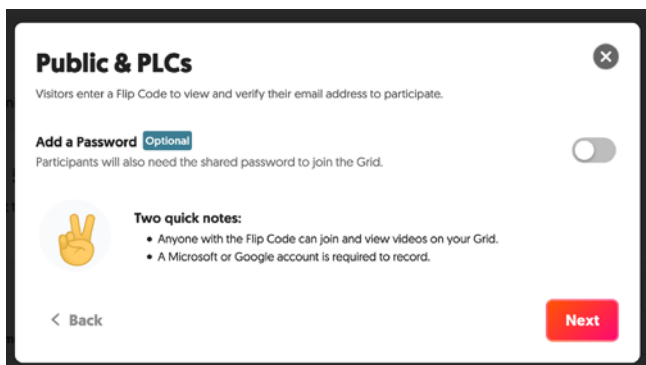 Public & PLCs
Visitors enter a Flip Code to view and verify their email address to participate.
Add a Password Optional
Participants will also need the shared password to join the Grid.
Two quick notes:
• Anyone with the Flip Code can join and view videos on your Grid.
• A Microsoft or Google account is required to record.
< Back
Next